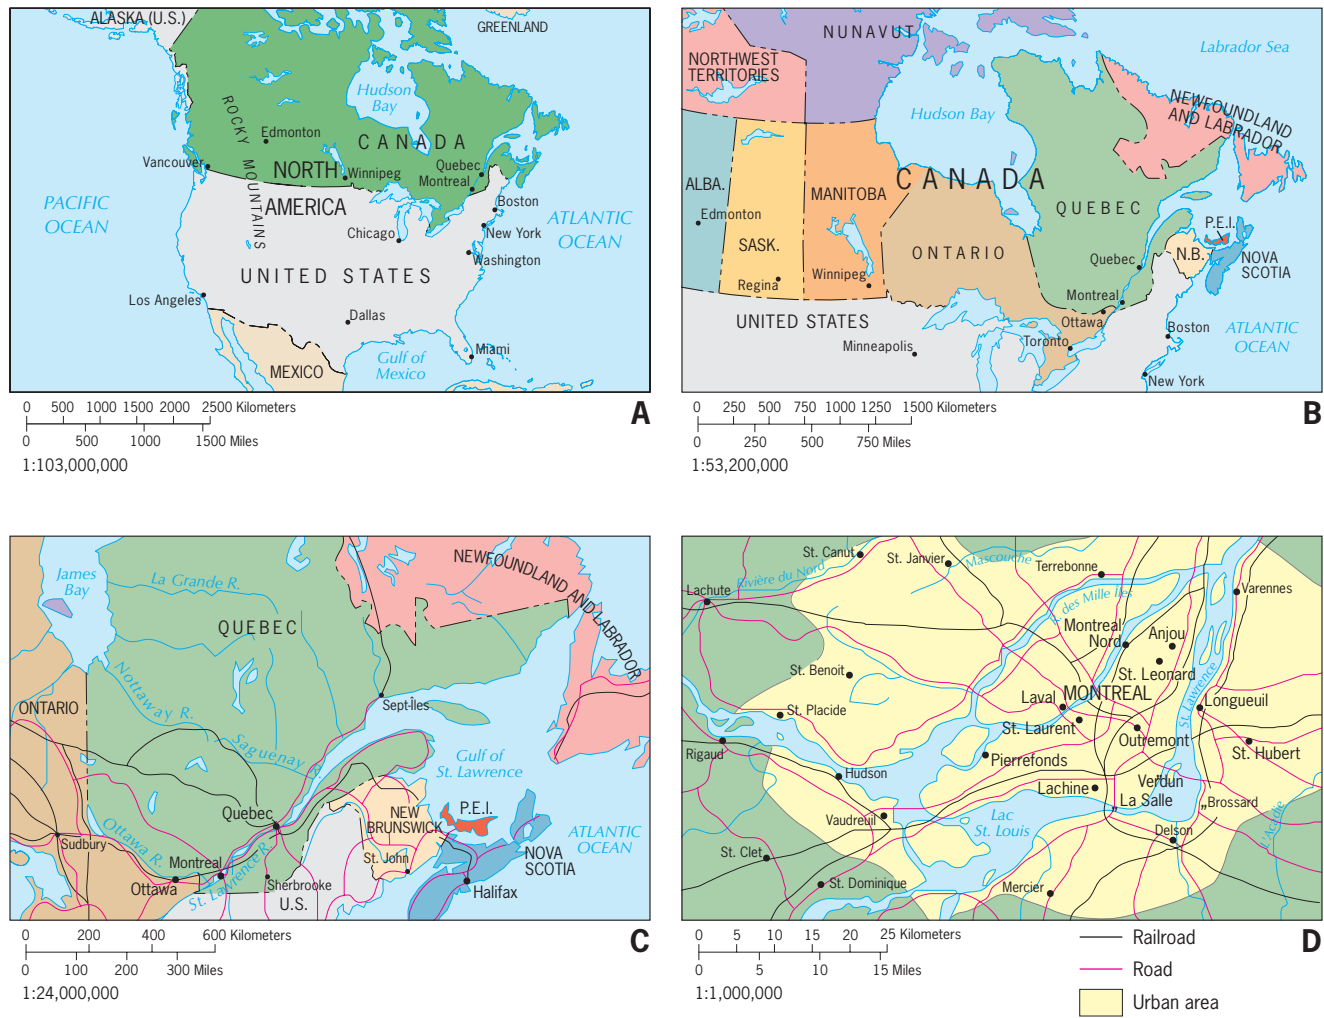 ALASKA (U.S.)
GREENLAND
Hudson
Bay
ROCKY MOUNTAINS
Edmonton
CANADA
Vancouver
NORTH
Winnipeg
Quebec
Montreal
AMERICA
Boston
PACIFIC
OCEAN
ATLANTIC
OCEAN
Chicago
New York
Washington
UNITED STATES
Los Angeles
Dallas
Miami
Gulf of
Mexico
MEXICO
0 500 1000 1500 2000 2500 Kilometers
0 500 1000 1500 Miles
1:103,000,000
A
NUNAVUT
Labrador Sea
NORTHWEST
TERRITORIES
NEWFOUNDLAND
AND LABRADOR
Hudson Bay
ALBA.
MANITOBA
CANADA
QUEBEC
Edmonton
P.E.I.
SASK.
ONTARIO
N.B.
NOVA
SCOTIA
Quebec
Regina
Winnipeg
Montreal
UNITED STATES
Ottawa
Boston
ATLANTIC
OCEAN
Minneapolis
Toronto
New York
0 250 500 750 1000 1250 1500 Kilometers
0 250 500 750 Miles
1:53,200,000
B
James
Bay
La Grande R.
NEWFOUNDLAND AND LABRADOR
QUEBEC
Nottaway R.
ONTARIO
Sept-Îles
Saguenay R.
Gulf of
St. Lawrence
Quebec
NEW
BRUNSWICK
P.E.I.
ATLANTIC
OCEAN
Ottawa R.
Sudbury
Montreal
St. John
NOVA
SCOTIA
Ottawa
St. Lawrence R.
Sherbrooke
U.S.
Halifax
0 200 400 600 Kilometers
0 100 200 300 Miles
1:24,000,000
C
St. Canut
St. Janvier
Mascouche
Terrebonne
Rivière du Nord
Lachute
R. des Mille Îles
Varennes
Montreal
Nord
Anjou
St. Benoit
St. Leonard
Laval
MONTREAL
St. Lawrence
Longueuil
St. Placide
St. Laurent
Outremont
Rigaud
Pierrefonds
St. Hubert
Hudson
Lachine
Verdun
La Salle
Brossard
Vaudreuil
Lac
St. Louis
Delson
L'Acadie
St. Clet
St. Dominique
Mercier
0 5 10 15 20 25 Kilometers
0 5 10 15 Miles
1:1,000,000
D
Railroad
Road
Urban area